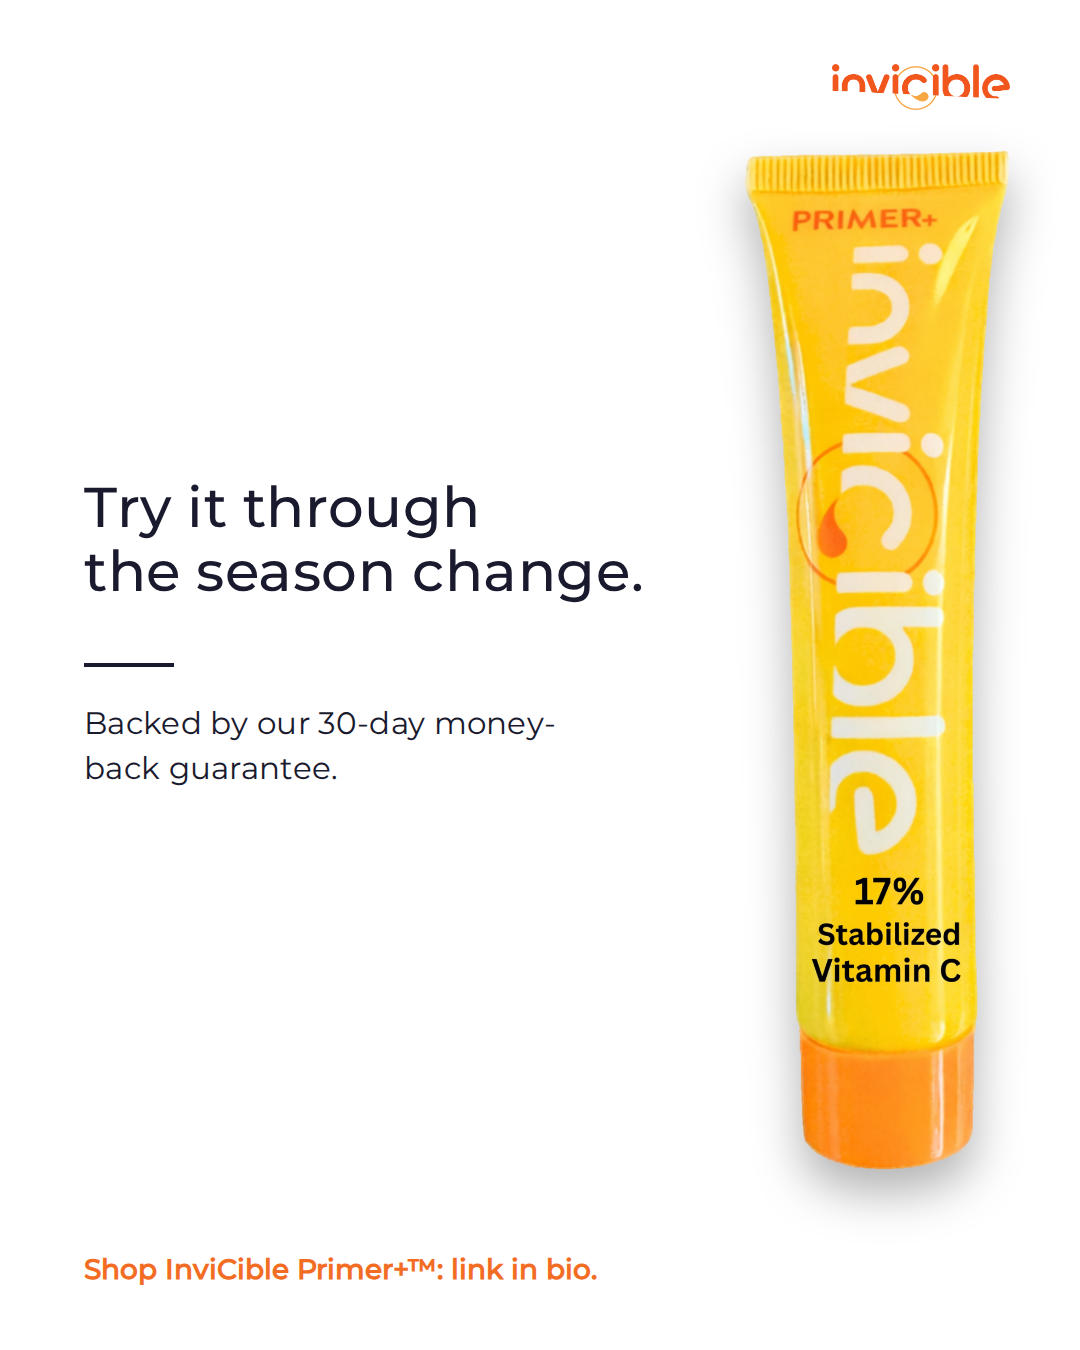 invicible
PRIMER+
invicible
Try it through
the season change.
Backed by our 30-day money-
back guarantee.
17%
Stabilized
Vitamin C
Shop InviCible Primer+™: link in bio.